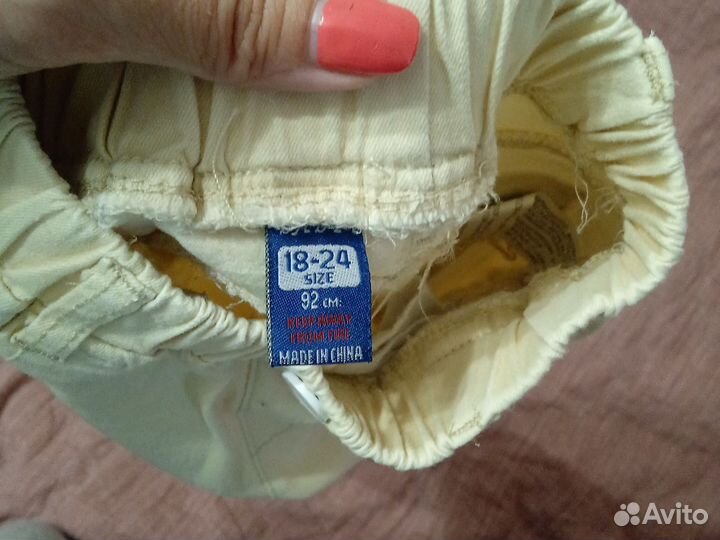 18-24
SIZE
92 CM:
KEEP AWAY
FROM FIRE
MADE IN CHINA
Avito